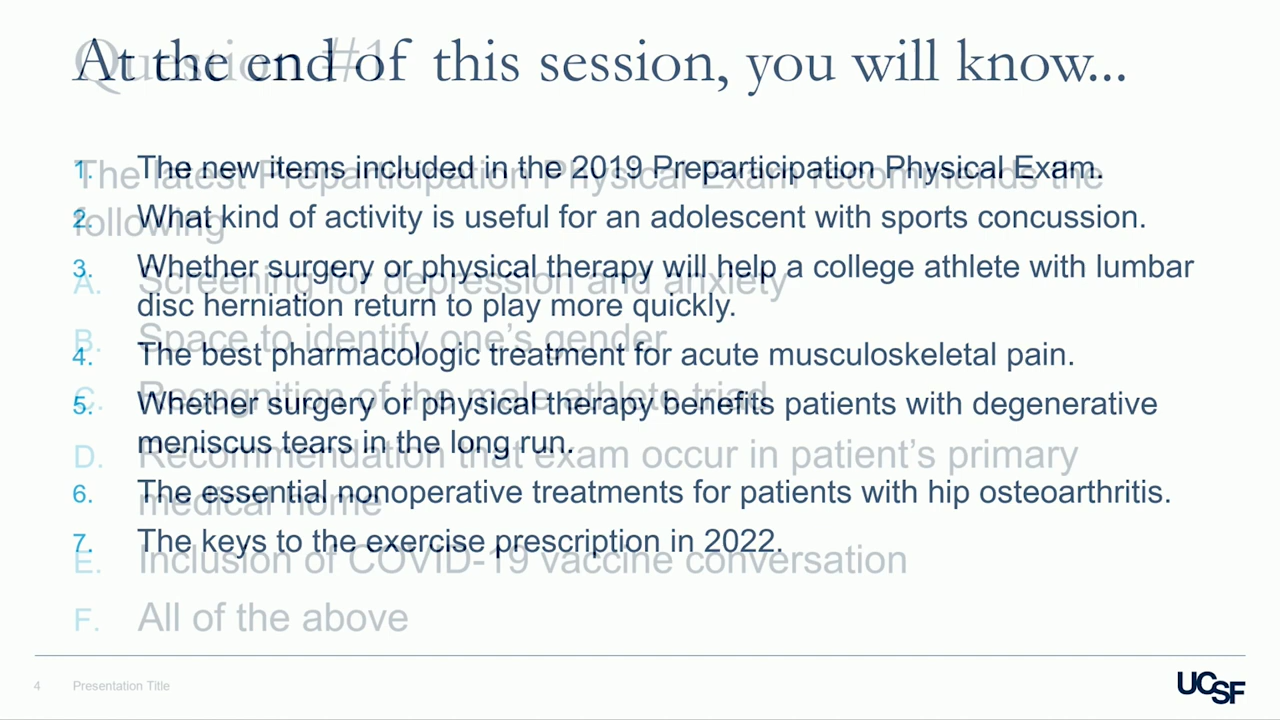 At the end of this session, you will know...
1. The new items included in the 2019 Preparticipation Physical Exam.
2. What kind of activity is useful for an adolescent with sports concussion.
3. Whether surgery or physical therapy will help a college athlete with lumbar
disc herniation return to play more quickly.
4. The best pharmacologic treatment for acute musculoskeletal pain.
5. Whether surgery or physical therapy benefits patients with degenerative
meniscus tears in the long run.
6. The essential nonoperative treatments for patients with hip osteoarthritis.
7. The keys to the exercise prescription in 2022.
Question #1
The latest Preparticipation Physical Exam recommends the
following
A. Screening for depression and anxiety
B. Space to identify one's gender
C. Recognition of the male athlete triad
D. Recommendation that exam occur in patient's primary
medical home
E. Inclusion of COVID-19 vaccine conversation
F. All of the above
4 Presentation Title
UCSF